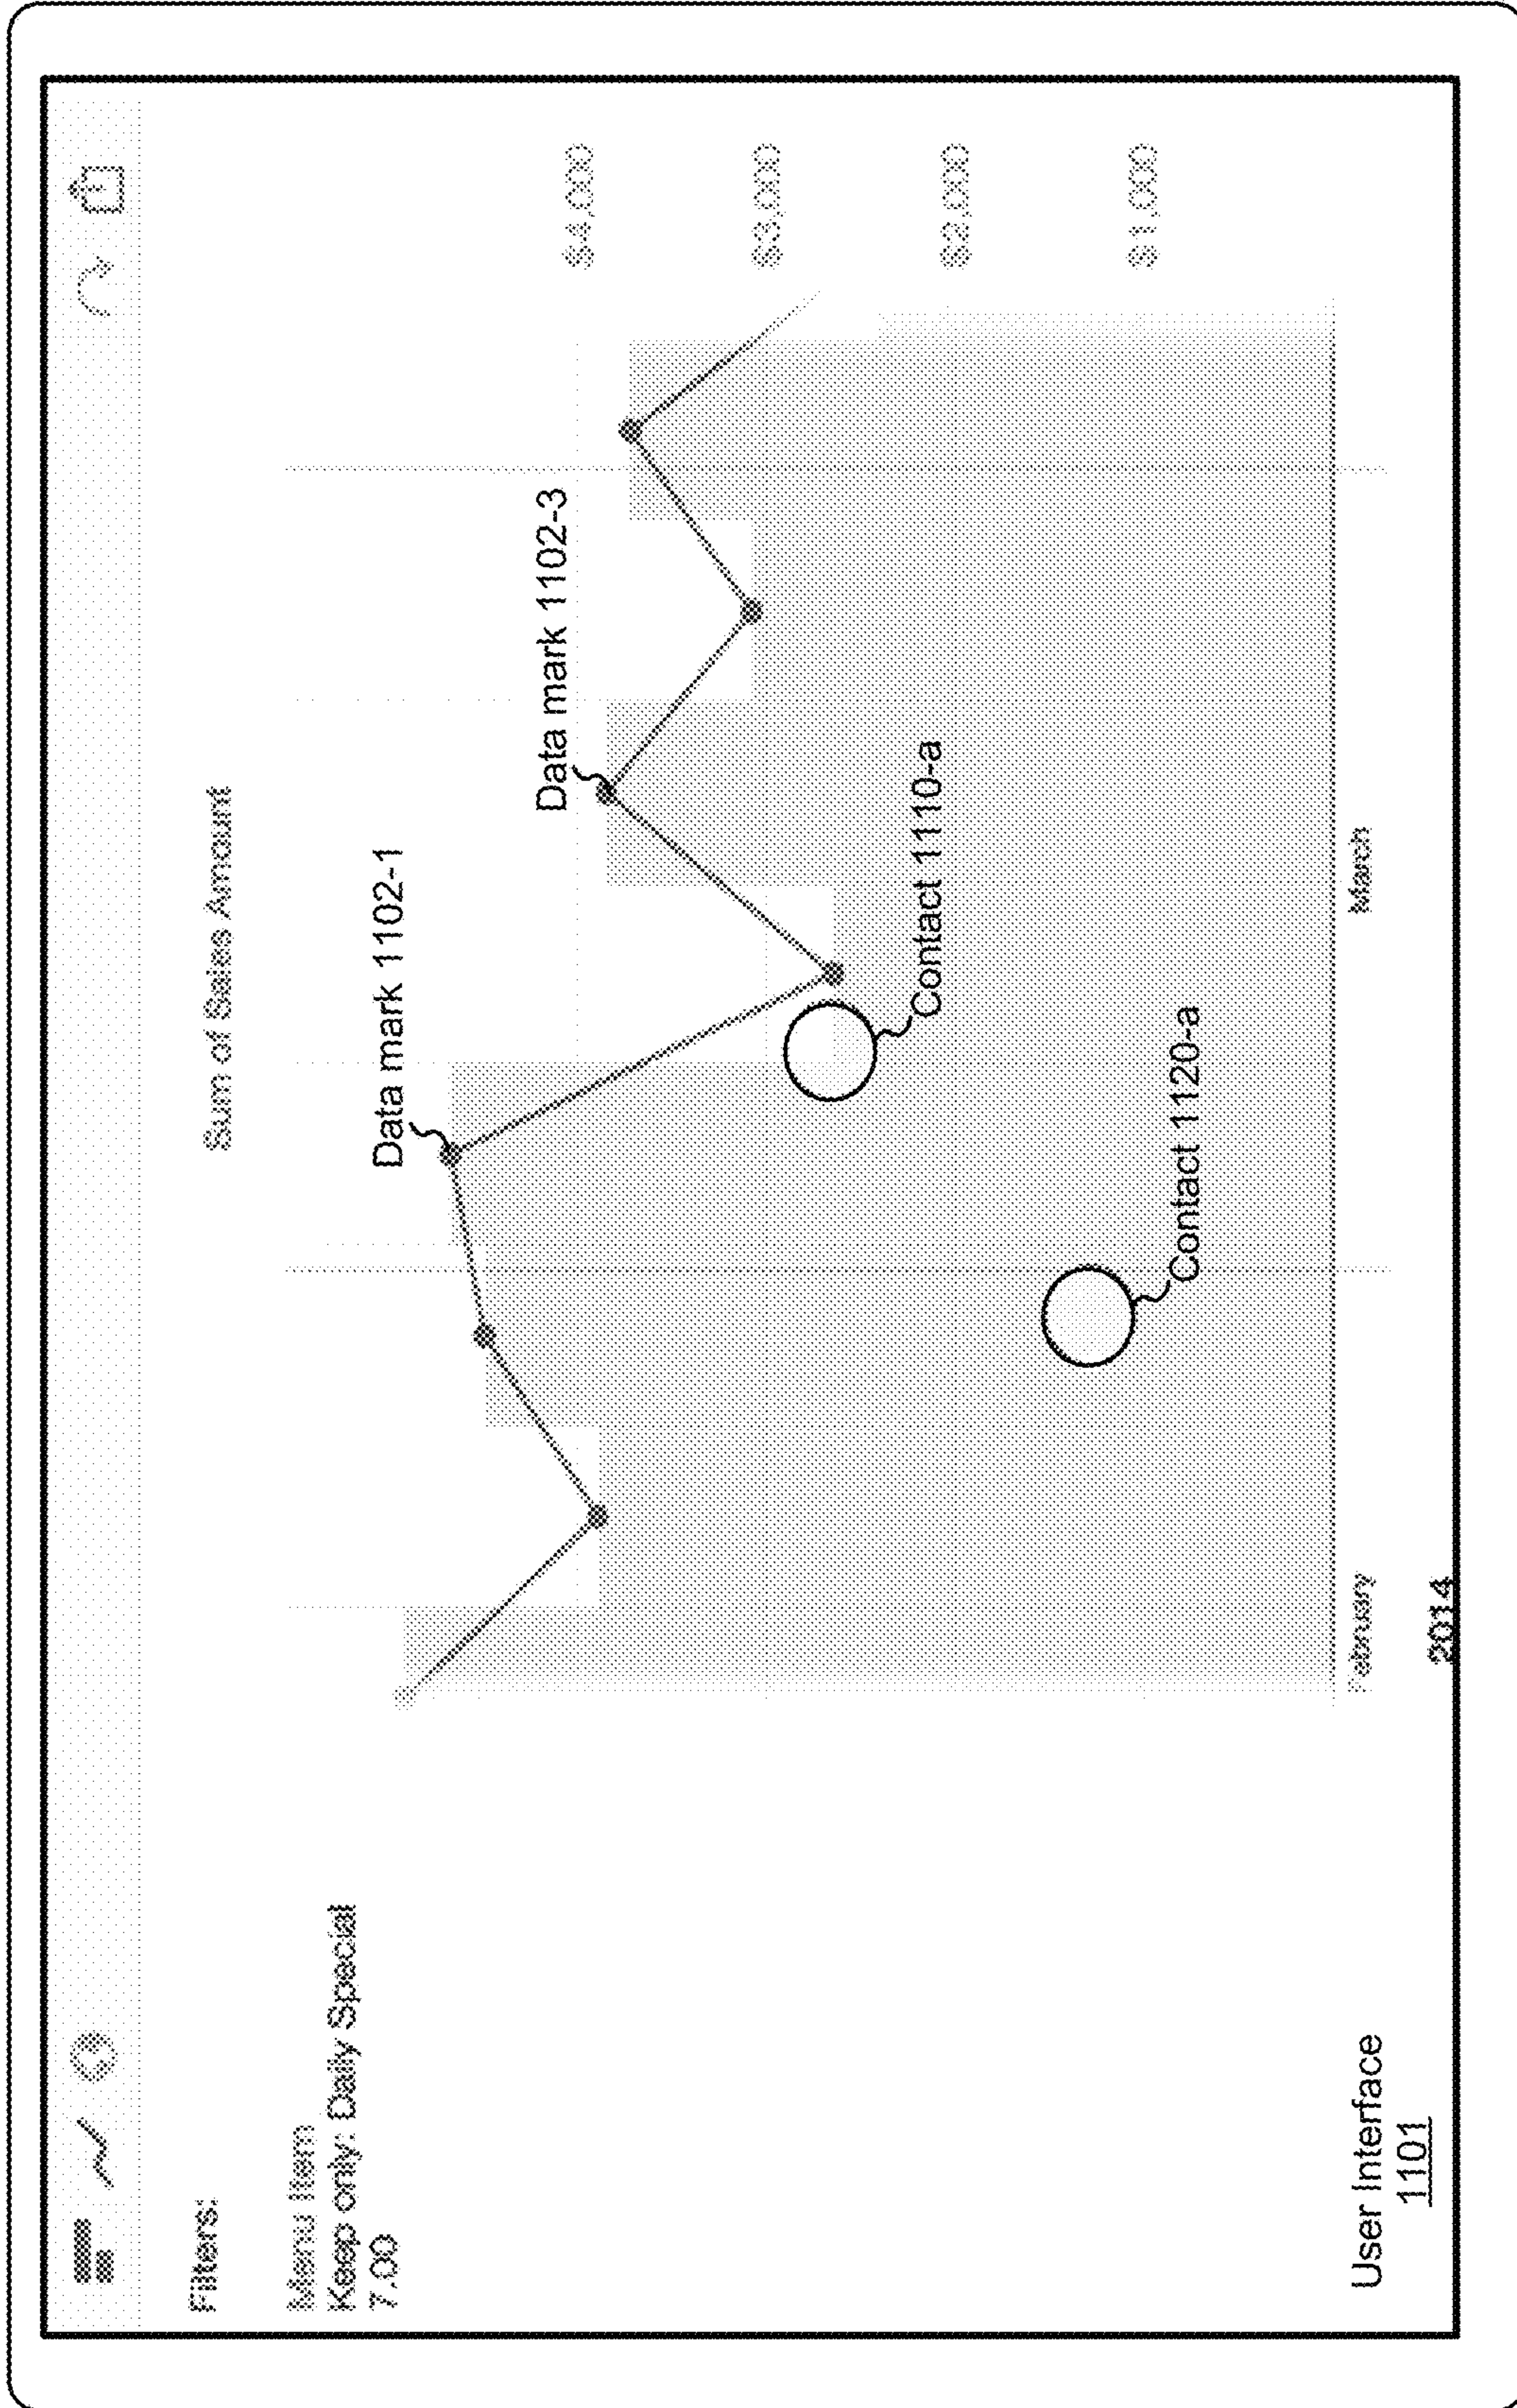 Filters:
Menu Item
Keep only: Daily Special
7.00
Sum of Sales Amount
Data mark 1102-1
Data mark 1102-3
$4,000
$3,000
$2,000
$1,000
Contact 1110-a
Contact 1120-a
February
March
2014
User Interface
1101